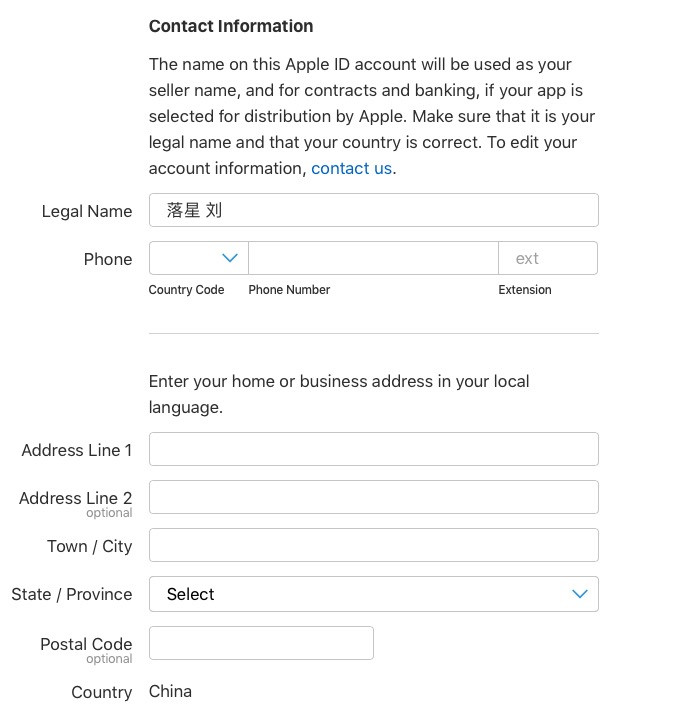 Contact Information
The name on this Apple ID account will be used as your
seller name, and for contracts and banking, if your app is
selected for distribution by Apple. Make sure that it is your
legal name and that your country is correct. To edit your
account information, contact us.
Legal Name 落星 刘
Phone ext
Country Code Phone Number Extension
Enter your home or business address in your local
language.
Address Line 1
Address Line 2
optional
Town / City
State / Province Select
Postal Code
optional
Country China